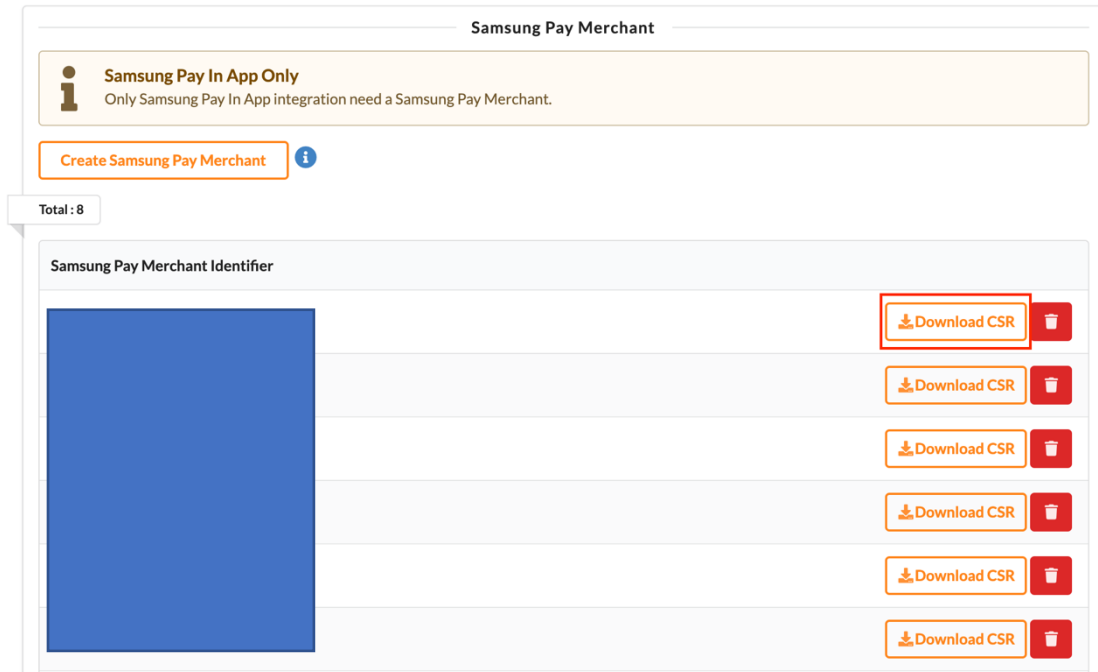 Samsung Pay Merchant
Samsung Pay In App Only
Only Samsung Pay In App integration need a Samsung Pay Merchant.
Create Samsung Pay Merchant
Total : 8
Samsung Pay Merchant Identifier
Download CSR
Download CSR
Download CSR
Download CSR
Download CSR
Download CSR